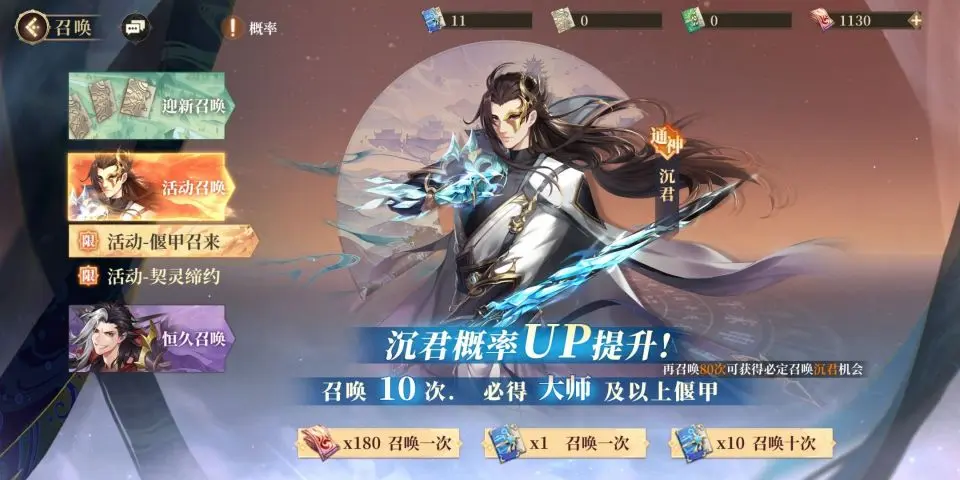 召唤
概率
11
0
0
1130
迎新召唤
活动召唤
限 活动-偃甲召来
限 活动-契灵缔约
恒久召唤
通神
沉君
沉君概率UP提升!
再召唤80次可获得必定召唤沉君机会
召唤 10 次. 必得 大师 及以上偃甲
x180 召唤一次
x1 召唤一次
x10 召唤十次